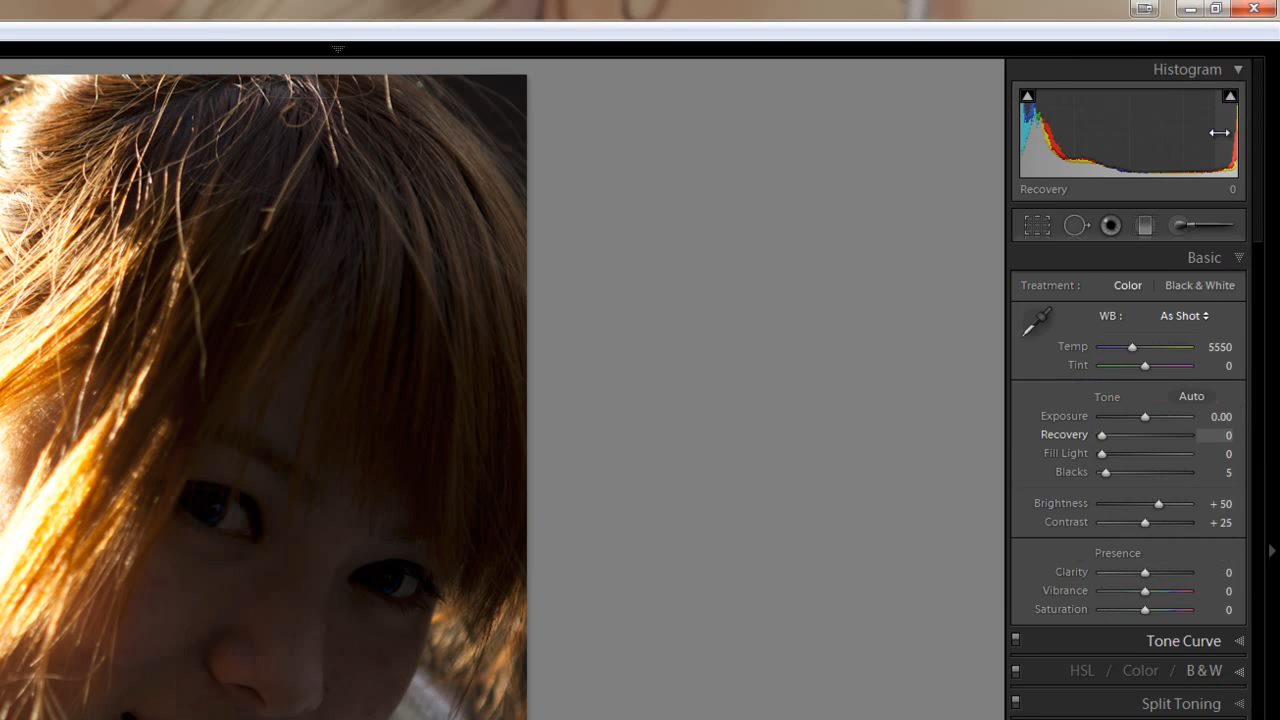 Histogram
Recovery 0
Basic
Treatment : Color Black & White
WB : As Shot
Temp 5550
Tint 0
Tone Auto
Exposure 0.00
Recovery 0
Fill Light 0
Blacks 5
Brightness + 50
Contrast + 25
Presence
Clarity 0
Vibrance 0
Saturation 0
Tone Curve
HSL / Color / B & W
Split Toning